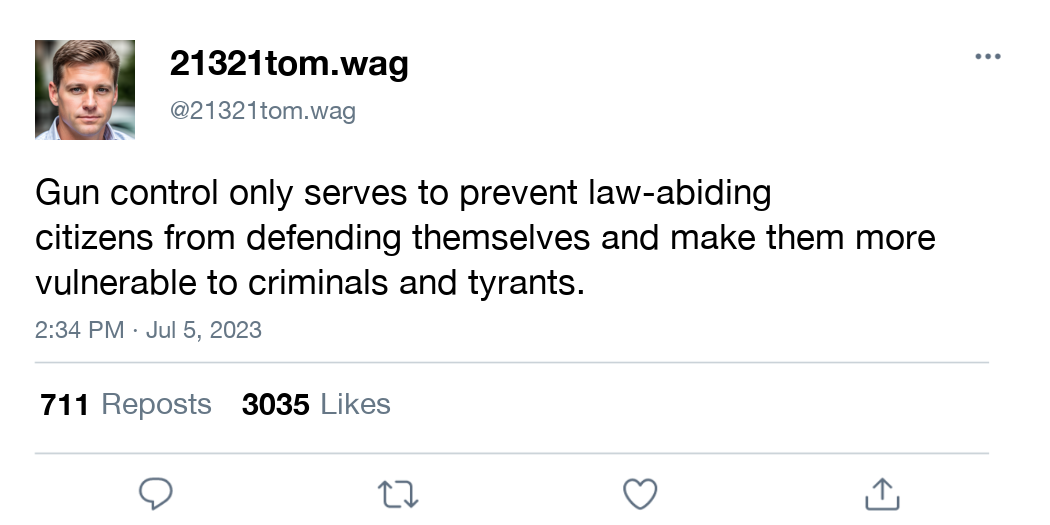 21321tom.wag
@21321tom.wag
Gun control only serves to prevent law-abiding
citizens from defending themselves and make them more
vulnerable to criminals and tyrants.
2:34 PM · Jul 5, 2023
711 Reposts 3035 Likes